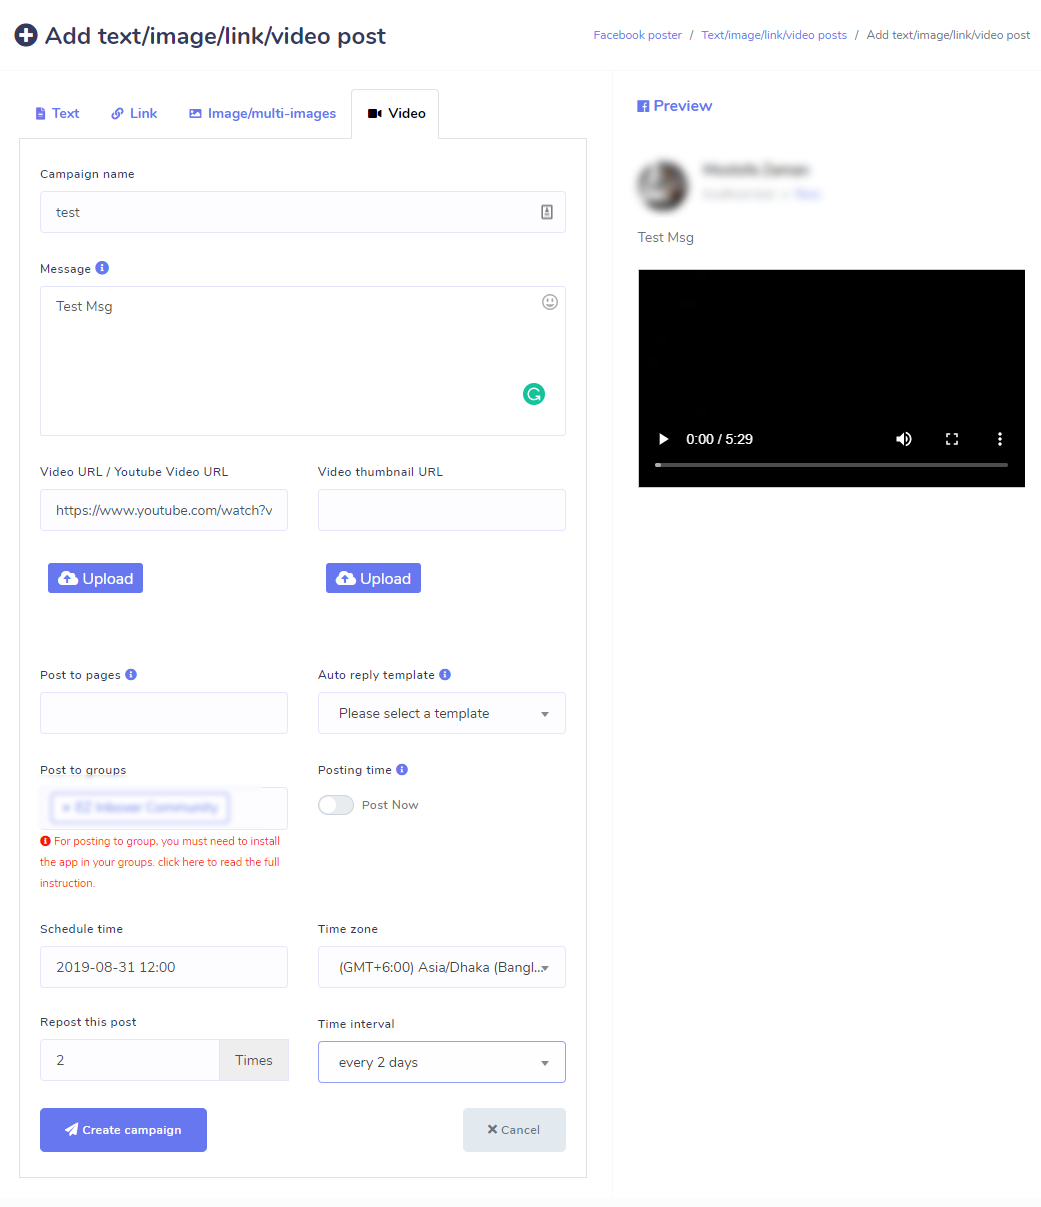 Add text/image/link/video post
Facebook poster / Text/image/link/video posts / Add text/image/link/video post
Text
Link
Image/multi-images
Video
Campaign name
test
Message
Test Msg
Video URL / Youtube Video URL
Video thumbnail URL
https://www.youtube.com/watch?v
Upload
Upload
Post to pages
Auto reply template
Please select a template
Post to groups
Posting time
Post Now
For posting to group, you must need to install
the app in your groups. click here to read the full
instruction.
Schedule time
Time zone
2019-08-31 12:00
(GMT+6:00) Asia/Dhaka (Bangl...
Repost this post
Time interval
2
Times
every 2 days
Create campaign
Cancel
Preview
Test Msg
0:00 / 5:29